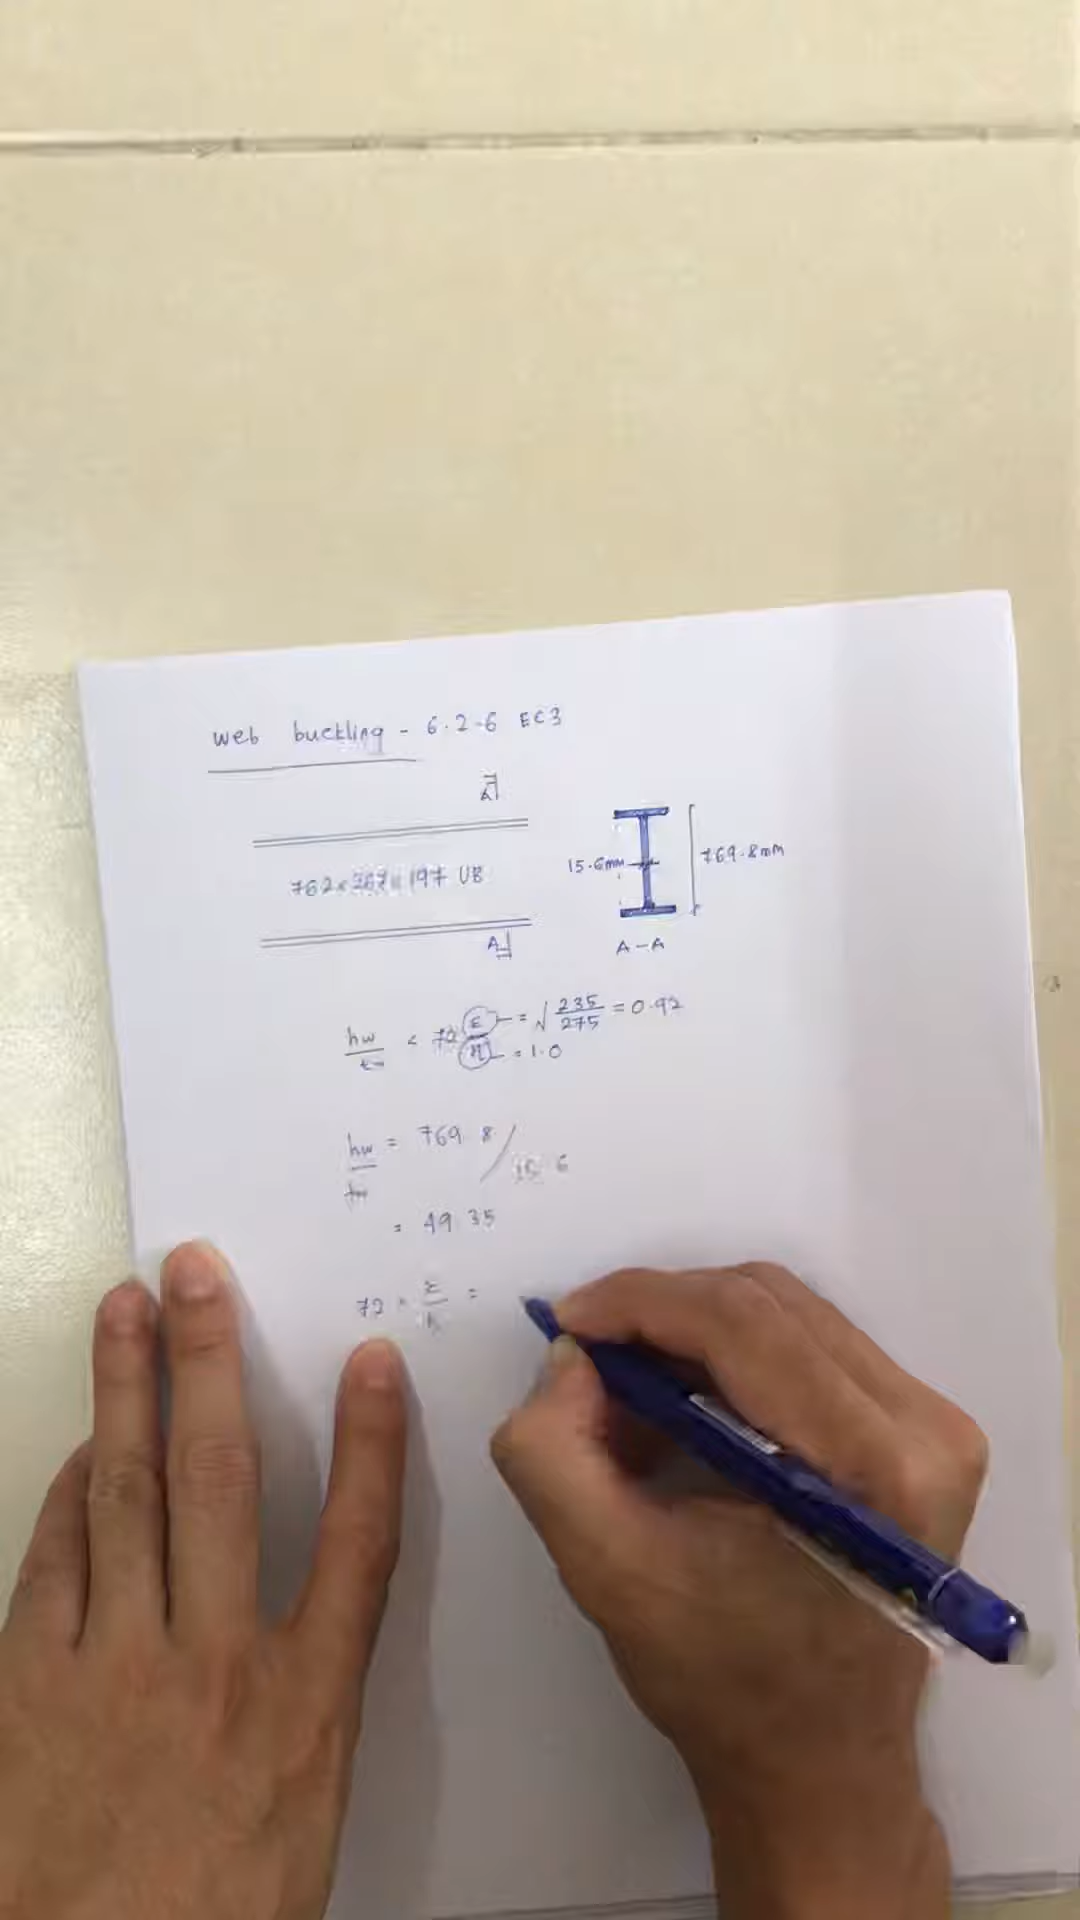 Web buckling - 6.2.6 EC3
A
762 x 267 x 197 UB
15.6mm
769.8mm
A
A-A
hw/tw < 72 ε/η
ε = √235/275 = 0.92
η = 1.0
hw/tw = 769.8/15.6
= 49.35
72 × ε/η =